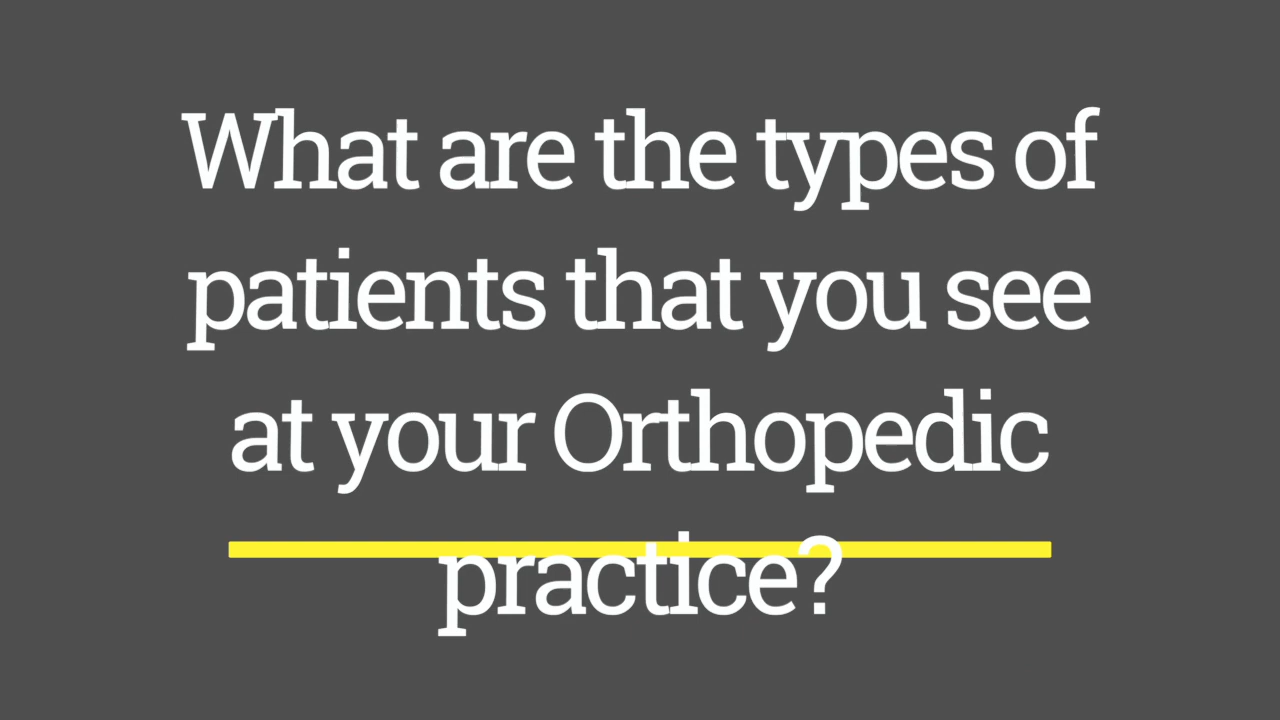 What are the types of
patients that you see
at your Orthopedic
practice?